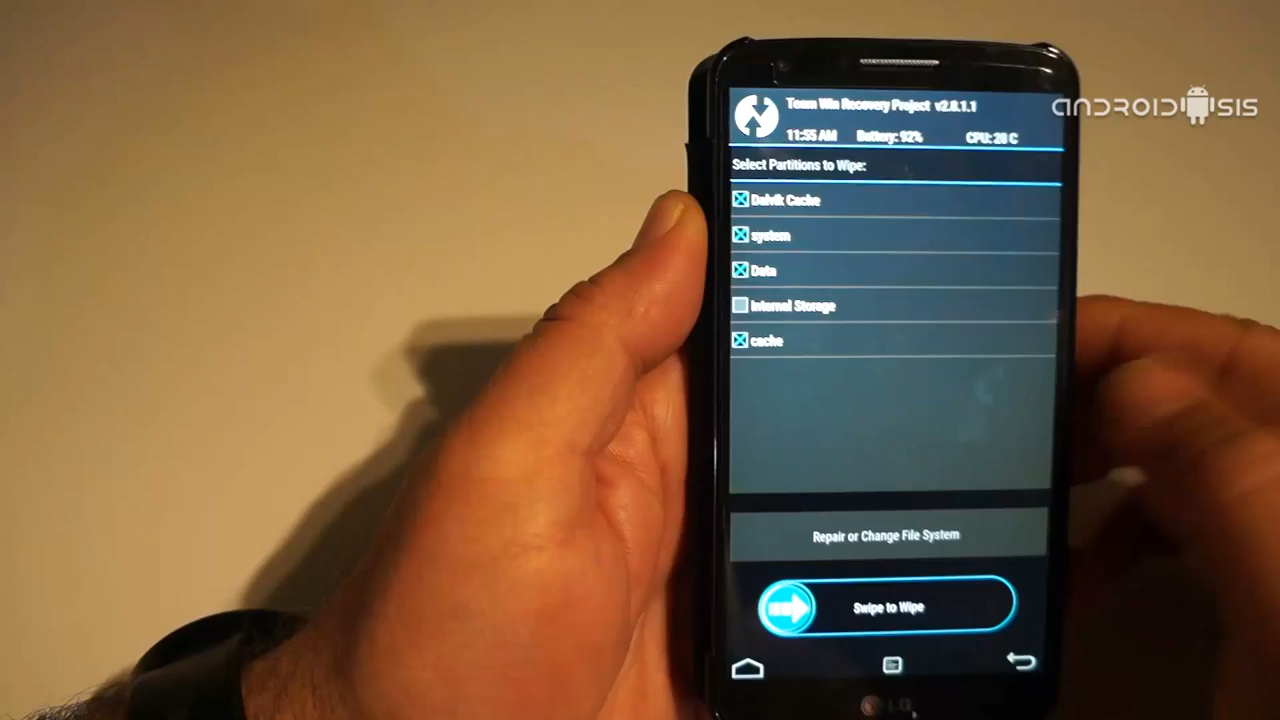 Team Win Recovery Project v2.8.1.1
11:55 AM Battery: 92% CPU: 28 C
Select Partitions to Wipe:
Dalvik Cache
system
Data
Internal Storage
cache
Repair or Change File System
Swipe to Wipe
LG
ANDROIDSIS